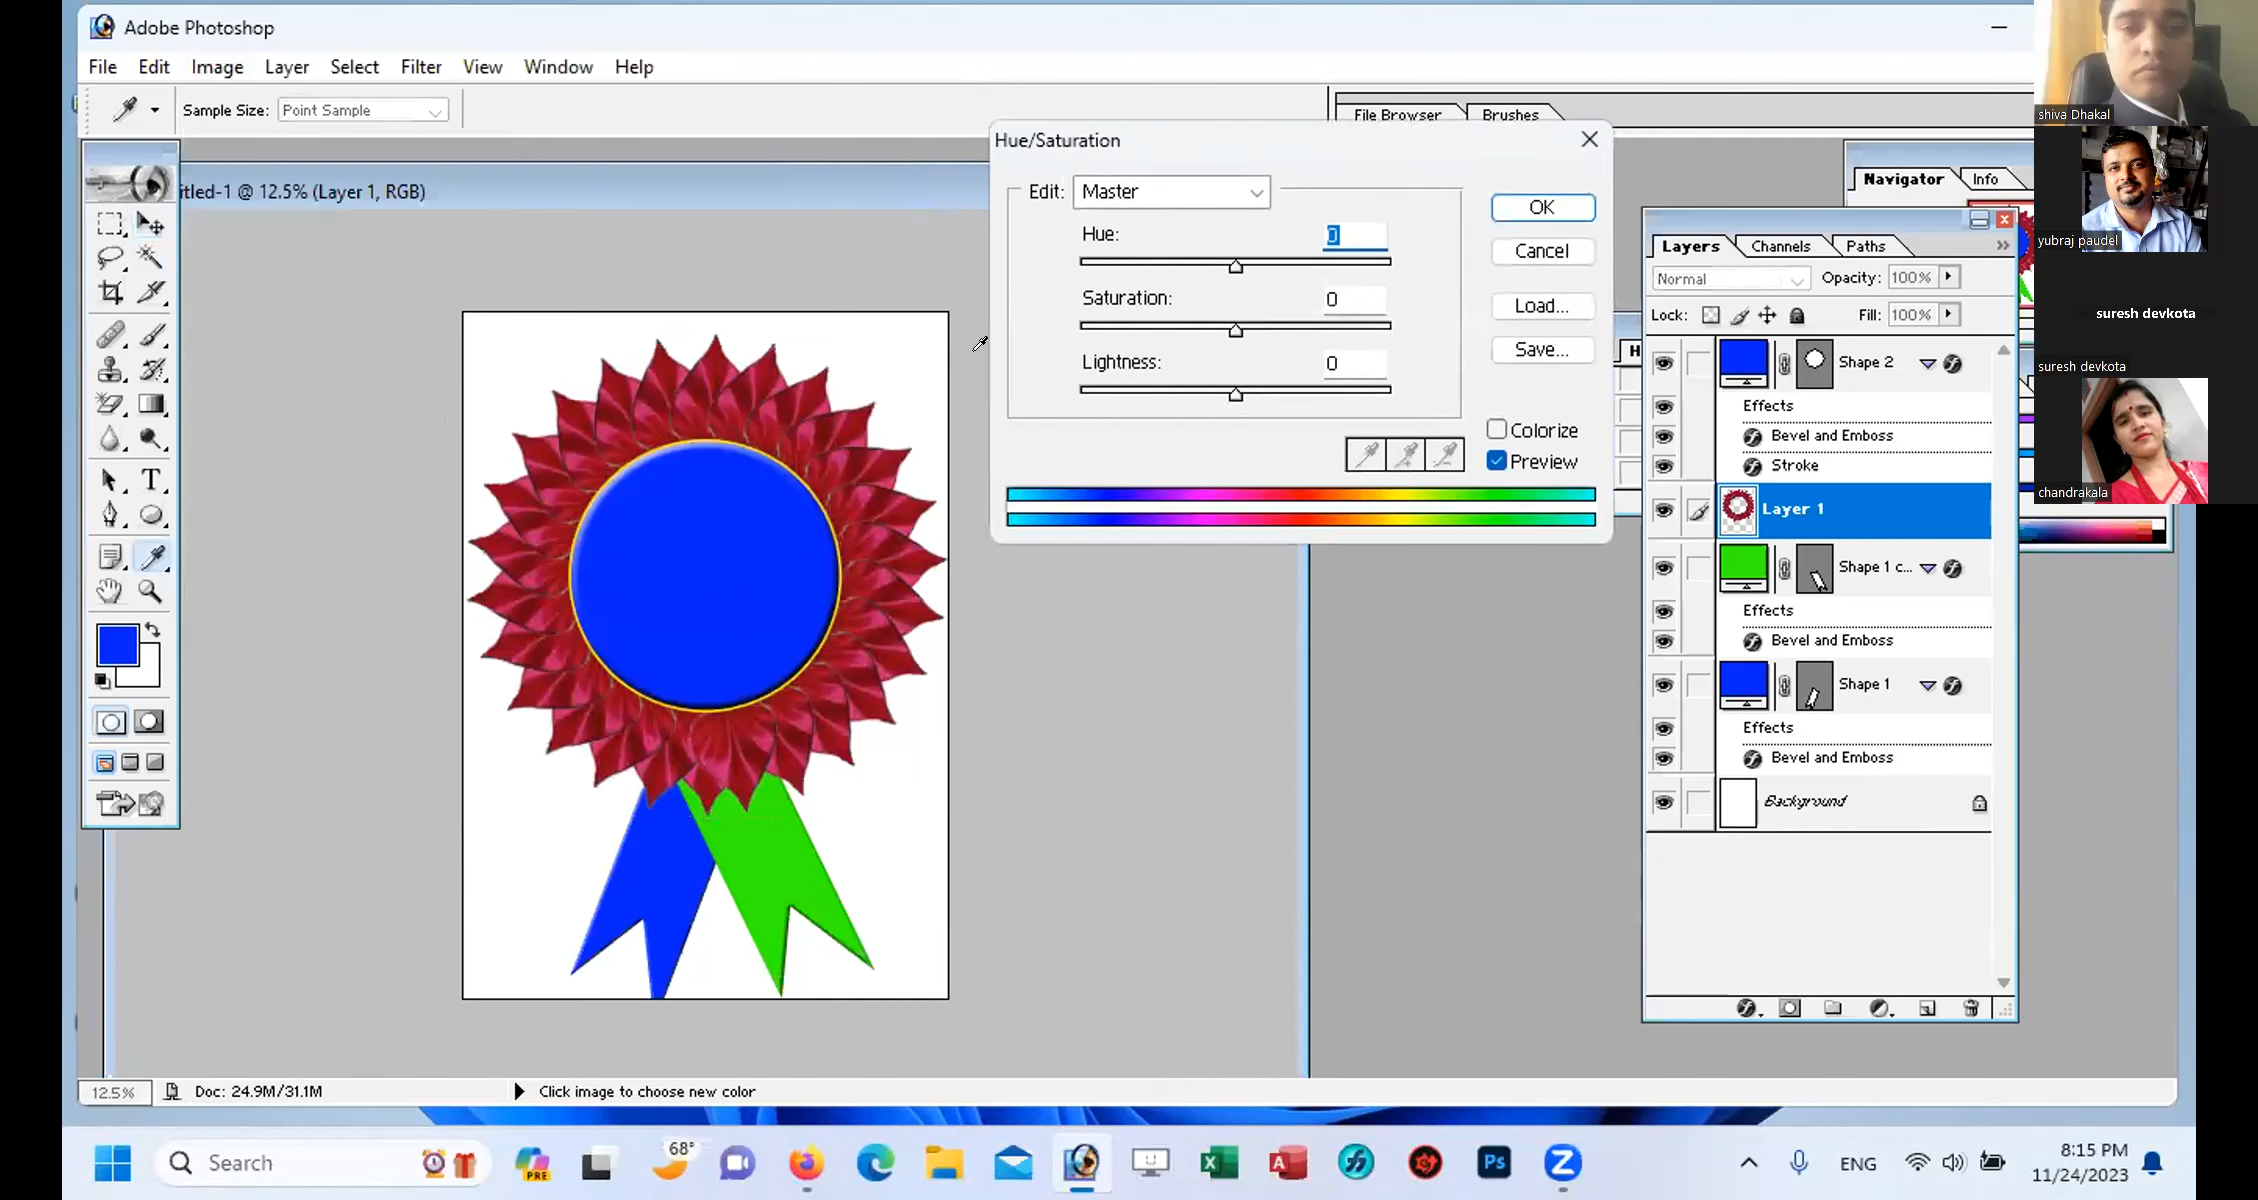 Adobe Photoshop
File Edit Image Layer Select Filter View Window Help
Sample Size: Point Sample
File Browser Brushes
itled-1 @ 12.5% (Layer 1, RGB)
Hue/Saturation
Edit: Master
Hue: 0
Saturation: 0
Lightness: 0
OK
Cancel
Load...
Save...
Colorize
Preview
Navigator Info
Layers Channels Paths
Normal Opacity: 100%
Lock: Fill: 100%
Shape 2
Effects
Bevel and Emboss
Stroke
Layer 1
Shape 1 c...
Effects
Bevel and Emboss
Shape 1
Effects
Bevel and Emboss
Background
T
H
shiva Dhakal
yubraj paudel
suresh devkota
suresh devkota
chandrakala
12.5% Doc: 24.9M/31.1M Click image to choose new color
Search
PRE
68°
Ps
ENG
8:15 PM
11/24/2023